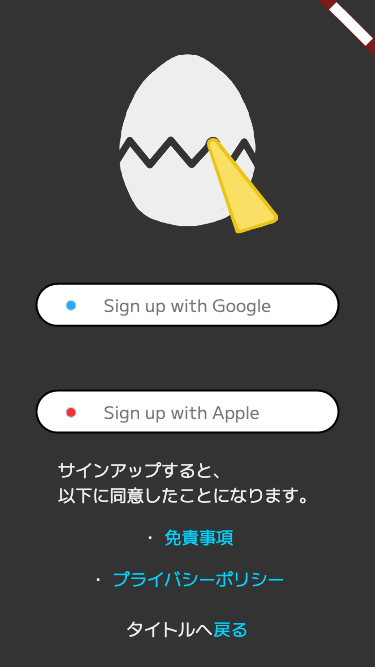 Sign up with Google
Sign up with Apple
サインアップすると、
以下に同意したことになります。
・ 免責事項
・ プライバシーポリシー
タイトルへ戻る